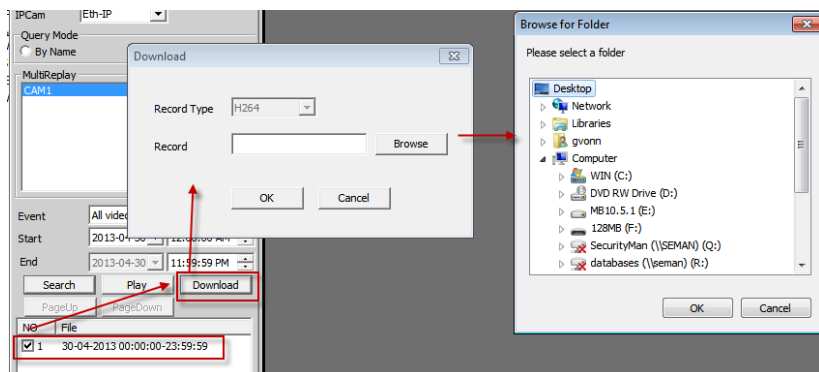 IPCam Eth-IP
Query Mode
By Name
MultiReplay
CAM1
Event All video
Start 2013-04-30 12:00:00 AM
End 2013-04-30 11:59:59 PM
Search Play Download
PageUp PageDown
NO File
1 30-04-2013 00:00:00-23:59:59
Download
Record Type H264
Record Browse
OK Cancel
Browse for Folder
Please select a folder
Desktop
Network
Libraries
gvonn
Computer
WIN (C:)
DVD RW Drive (D:)
MB10.5.1 (E:)
128MB (F:)
SecurityMan (\\SEMAN) (Q:)
databases (\\seman) (R:)
OK Cancel